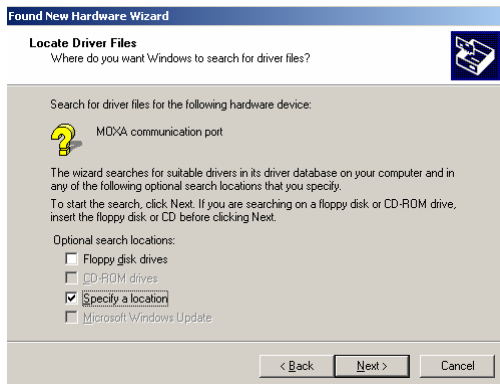 Found New Hardware Wizard
Locate Driver Files
Where do you want Windows to search for driver files?
Search for driver files for the following hardware device:
MOXA communication port
The wizard searches for suitable drivers in its driver database on your computer and in
any of the following optional search locations that you specify.
To start the search, click Next. If you are searching on a floppy disk or CD-ROM drive,
insert the floppy disk or CD before clicking Next.
Optional search locations:
Floppy disk drives
CD-ROM drives
Specify a location
Microsoft Windows Update
< Back Next > Cancel